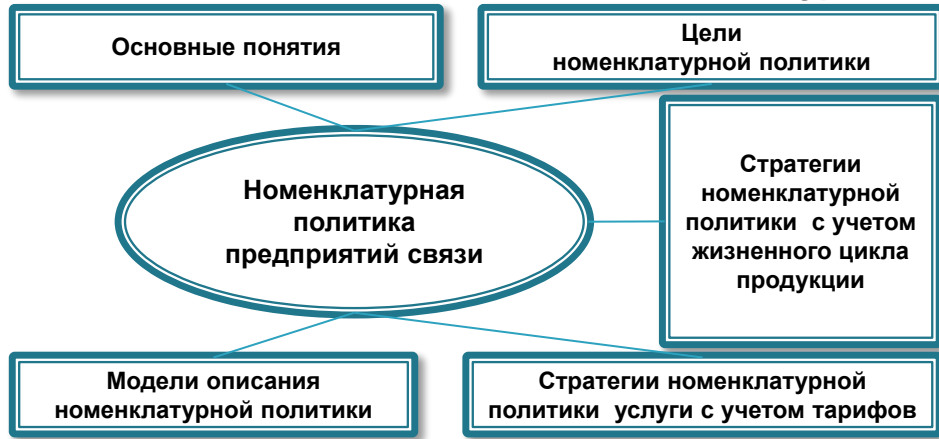 Основные понятия
Цели
номенклатурной политики
Номенклатурная
политика
предприятий связи
Стратегии
номенклатурной
политики с учетом
жизненного цикла
продукции
Модели описания
номенклатурной политики
Стратегии номенклатурной
политики услуги с учетом тарифов